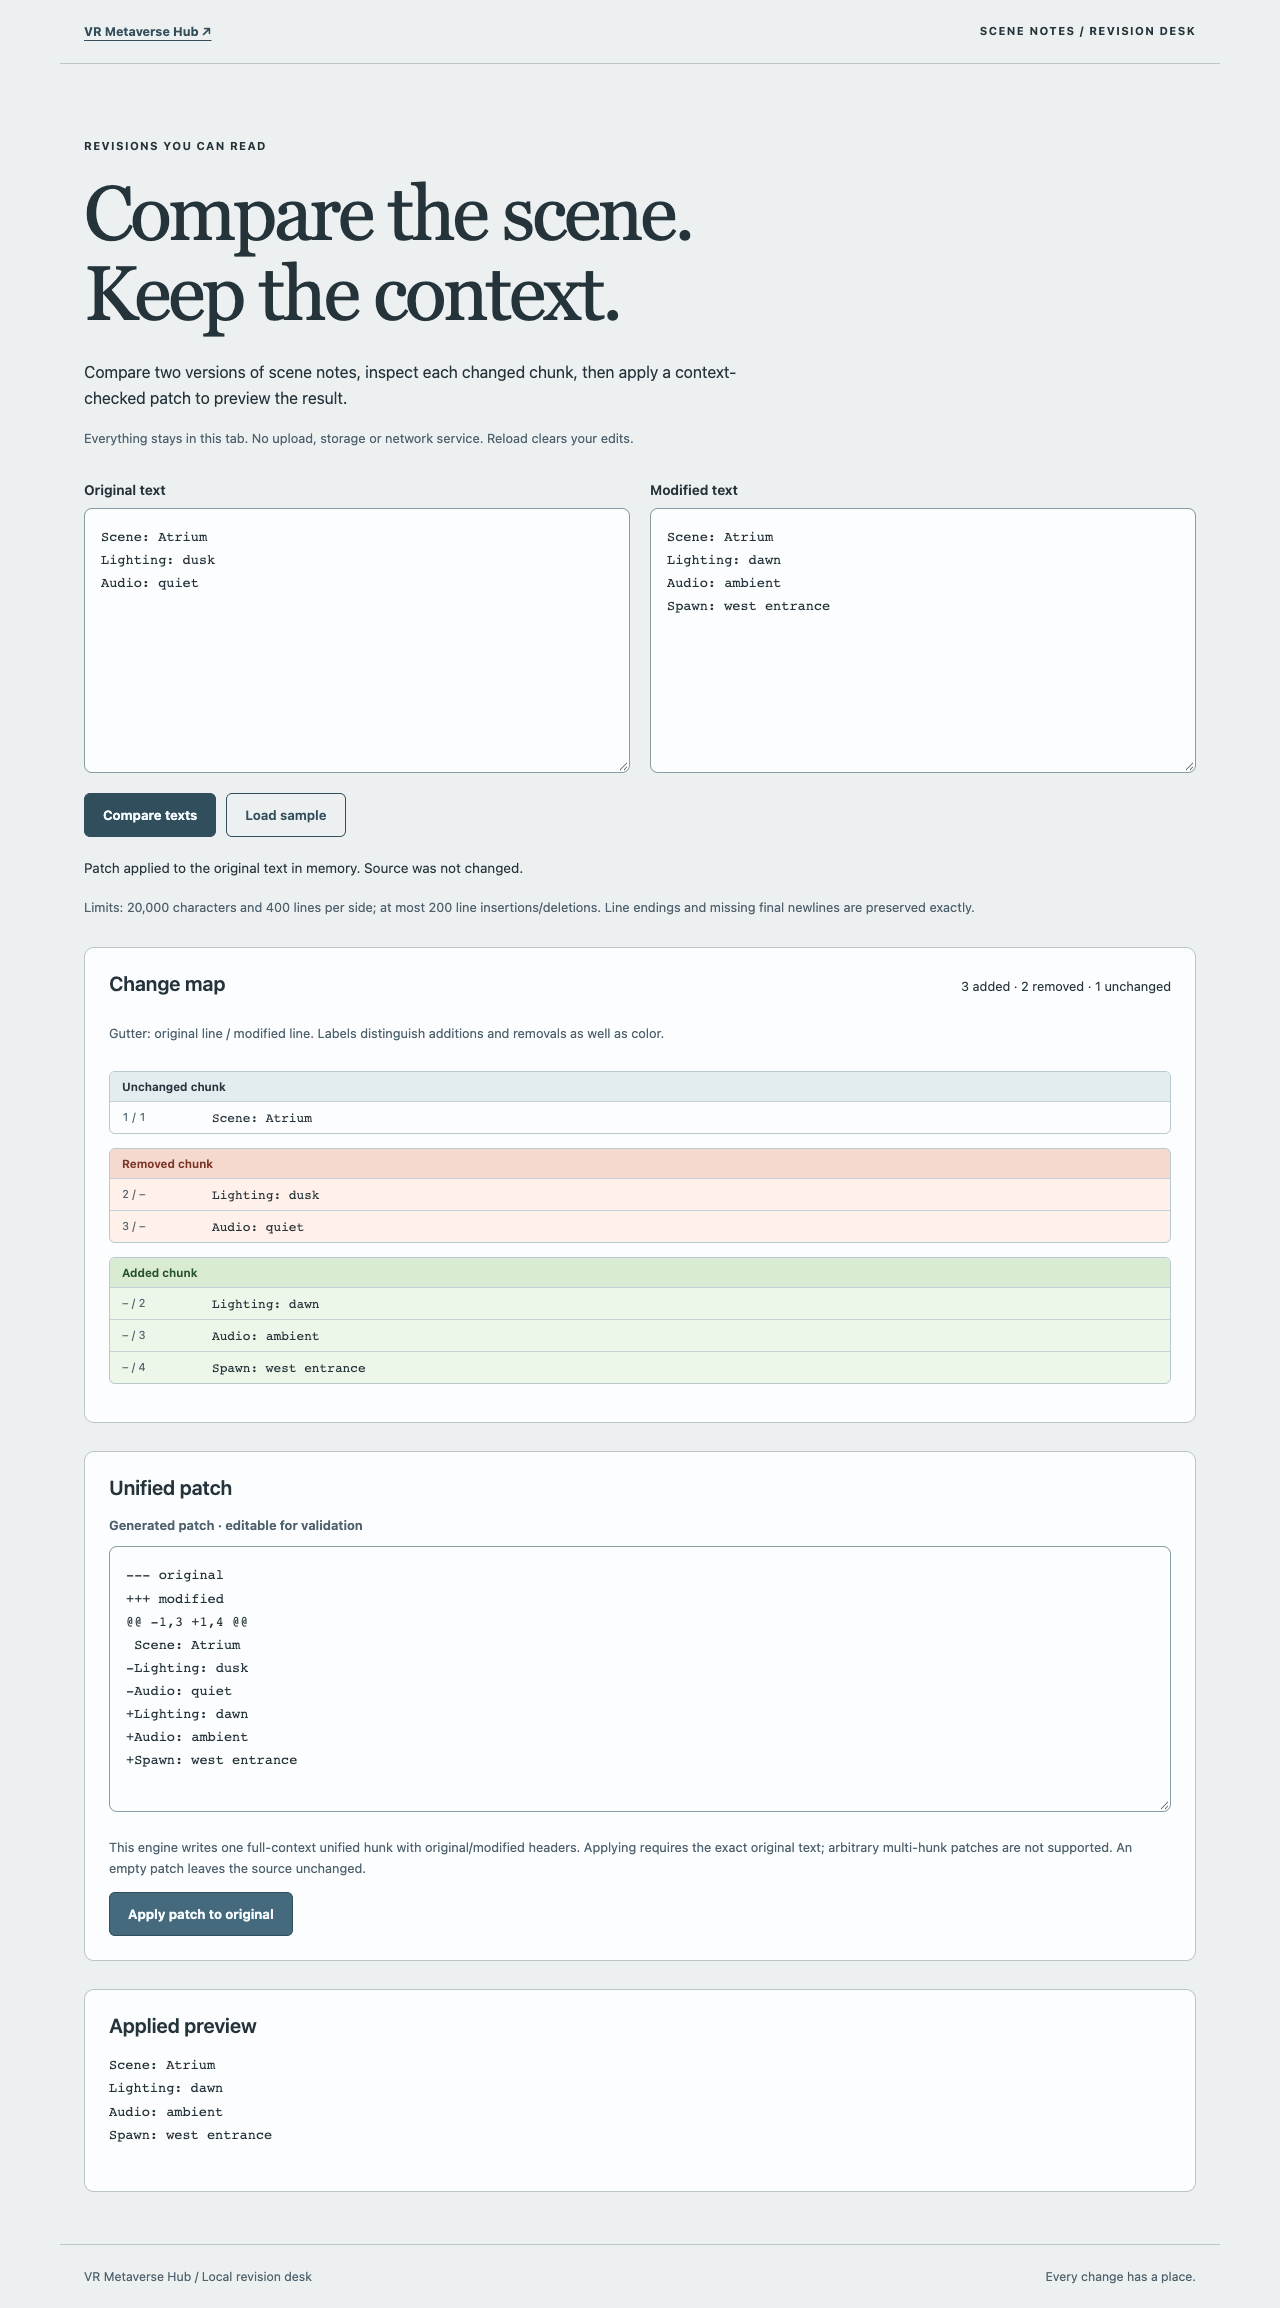 VR Metaverse Hub ↗
SCENE NOTES / REVISION DESK
REVISIONS YOU CAN READ
Compare the scene.
Keep the context.
Compare two versions of scene notes, inspect each changed chunk, then apply a context-
checked patch to preview the result.
Everything stays in this tab. No upload, storage or network service. Reload clears your edits.
Original text
Scene: Atrium
Lighting: dusk
Audio: quiet
Modified text
Scene: Atrium
Lighting: dawn
Audio: ambient
Spawn: west entrance
Compare texts
Load sample
Patch applied to the original text in memory. Source was not changed.
Limits: 20,000 characters and 400 lines per side; at most 200 line insertions/deletions. Line endings and missing final newlines are preserved exactly.
Change map
3 added · 2 removed · 1 unchanged
Gutter: original line / modified line. Labels distinguish additions and removals as well as color.
Unchanged chunk
1 / 1 Scene: Atrium
Removed chunk
2 / – Lighting: dusk
3 / – Audio: quiet
Added chunk
– / 2 Lighting: dawn
– / 3 Audio: ambient
– / 4 Spawn: west entrance
Unified patch
Generated patch · editable for validation
--- original
+++ modified
@@ -1,3 +1,4 @@
 Scene: Atrium
-Lighting: dusk
-Audio: quiet
+Lighting: dawn
+Audio: ambient
+Spawn: west entrance
This engine writes one full-context unified hunk with original/modified headers. Applying requires the exact original text; arbitrary multi-hunk patches are not supported. An
empty patch leaves the source unchanged.
Apply patch to original
Applied preview
Scene: Atrium
Lighting: dawn
Audio: ambient
Spawn: west entrance
VR Metaverse Hub / Local revision desk
Every change has a place.